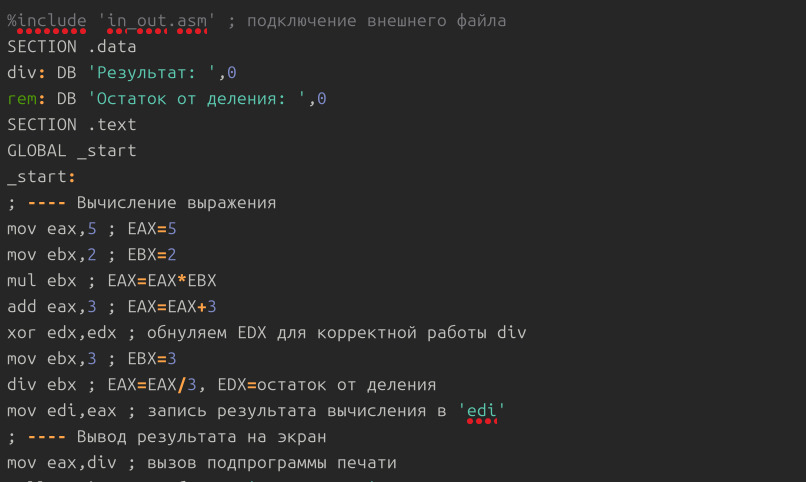 %include 'in_out.asm' ; подключение внешнего файла
SECTION .data
div: DB 'Результат: ',0
rem: DB 'Остаток от деления: ',0
SECTION .text
GLOBAL _start
_start:
; ---- Вычисление выражения
mov eax,5 ; EAX=5
mov ebx,2 ; EBX=2
mul ebx ; EAX=EAX*EBX
add eax,3 ; EAX=EAX+3
xor edx,edx ; обнуляем EDX для корректной работы div
mov ebx,3 ; EBX=3
div ebx ; EAX=EAX/3, EDX=остаток от деления
mov edi,eax ; запись результата вычисления в 'edi'
; ---- Вывод результата на экран
mov eax,div ; вызов подпрограммы печати